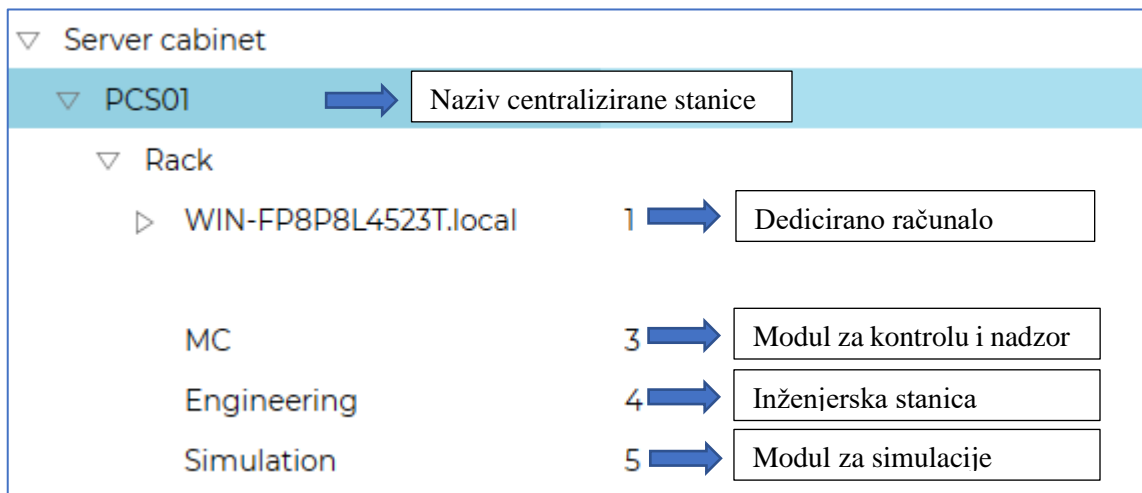 Server cabinet
PCS01 Naziv centralizirane stanice
Rack
WIN-FP8P8L4523T.local 1 Dedicirano računalo
MC 3 Modul za kontrolu i nadzor
Engineering 4 Inženjerska stanica
Simulation 5 Modul za simulacije